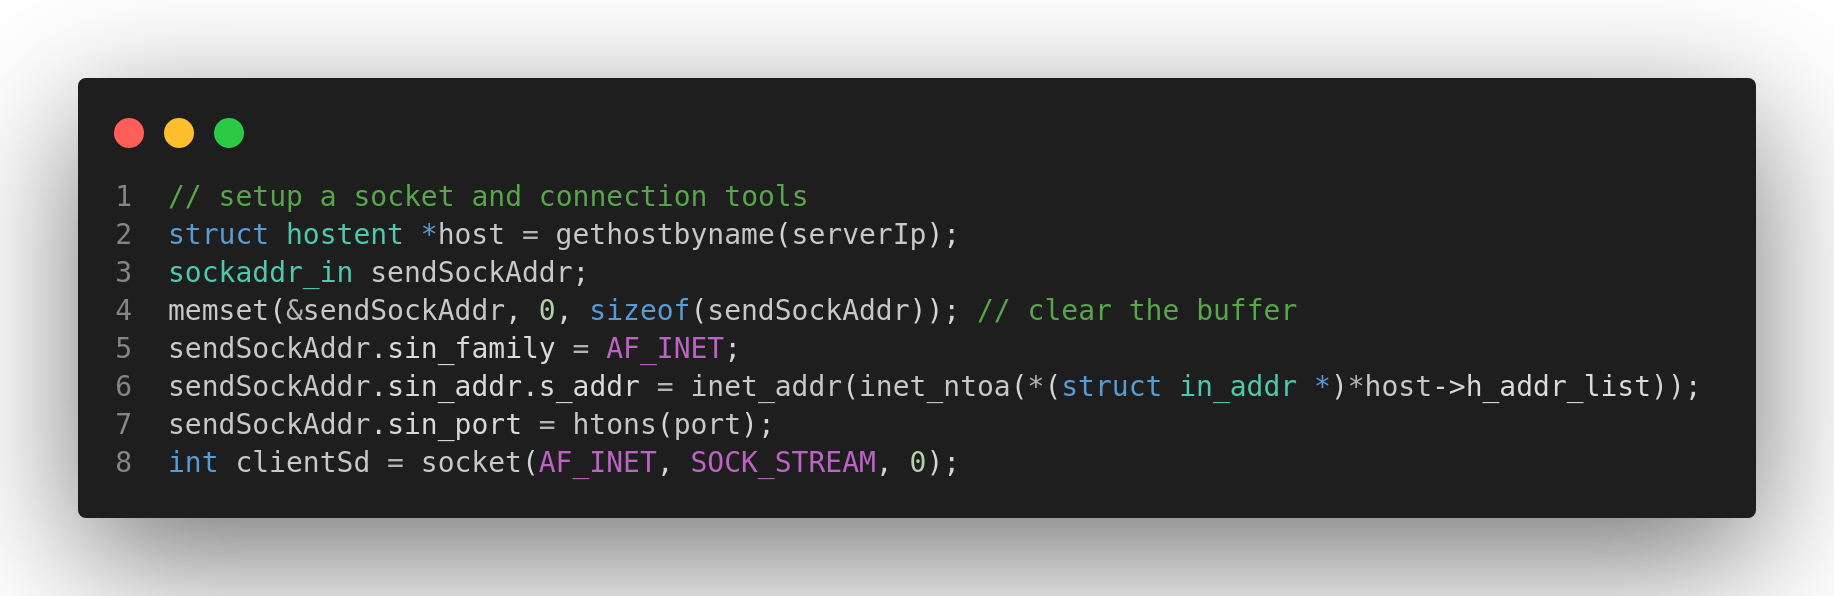 1 // setup a socket and connection tools
2 struct hostent *host = gethostbyname(serverIp);
3 sockaddr_in sendSockAddr;
4 memset(&sendSockAddr, 0, sizeof(sendSockAddr)); // clear the buffer
5 sendSockAddr.sin_family = AF_INET;
6 sendSockAddr.sin_addr.s_addr = inet_addr(inet_ntoa(*(struct in_addr *)*host->h_addr_list));
7 sendSockAddr.sin_port = htons(port);
8 int clientSd = socket(AF_INET, SOCK_STREAM, 0);